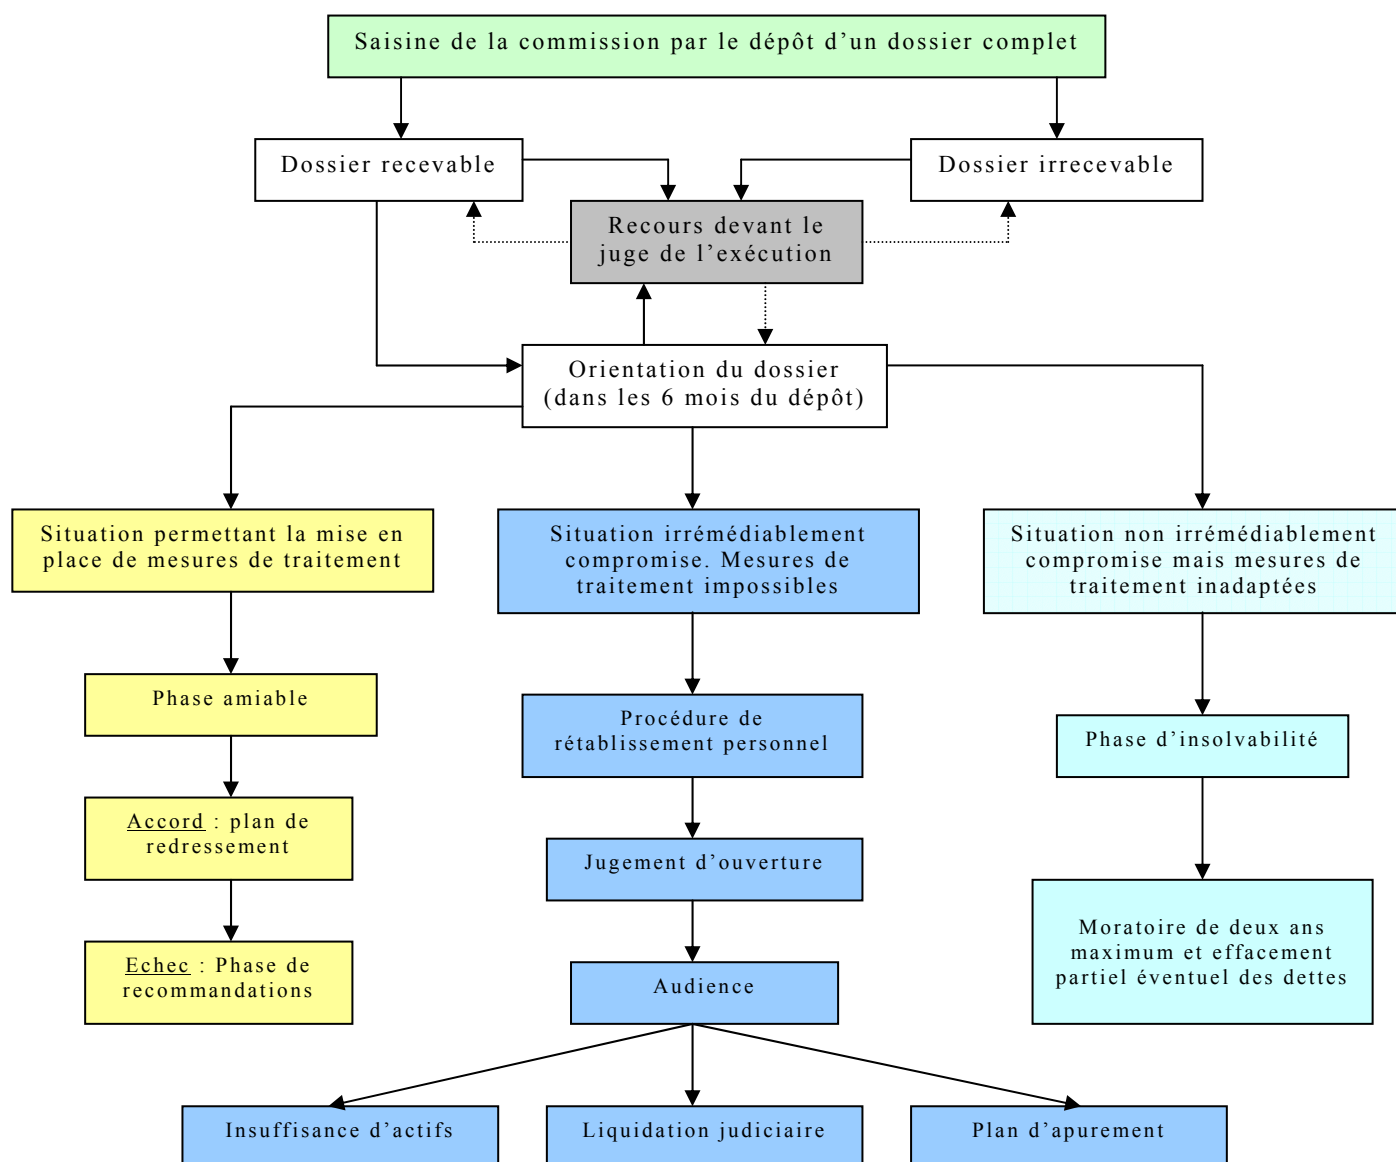 Saisine de la commission par le dépôt d’un dossier complet
Dossier recevable
Dossier irrecevable
Recours devant le
juge de l’exécution
Orientation du dossier
(dans les 6 mois du dépôt)
Situation permettant la mise en
place de mesures de traitement
Situation irrémédiablement
compromise. Mesures de
traitement impossibles
Situation non irrémédiablement
compromise mais mesures de
traitement inadaptées
Phase amiable
Procédure de
rétablissement personnel
Phase d’insolvabilité
Accord : plan de
redressement
Jugement d’ouverture
Moratoire de deux ans
maximum et effacement
partiel éventuel des dettes
Echec : Phase de
recommandations
Audience
Insuffisance d’actifs
Liquidation judiciaire
Plan d’apurement